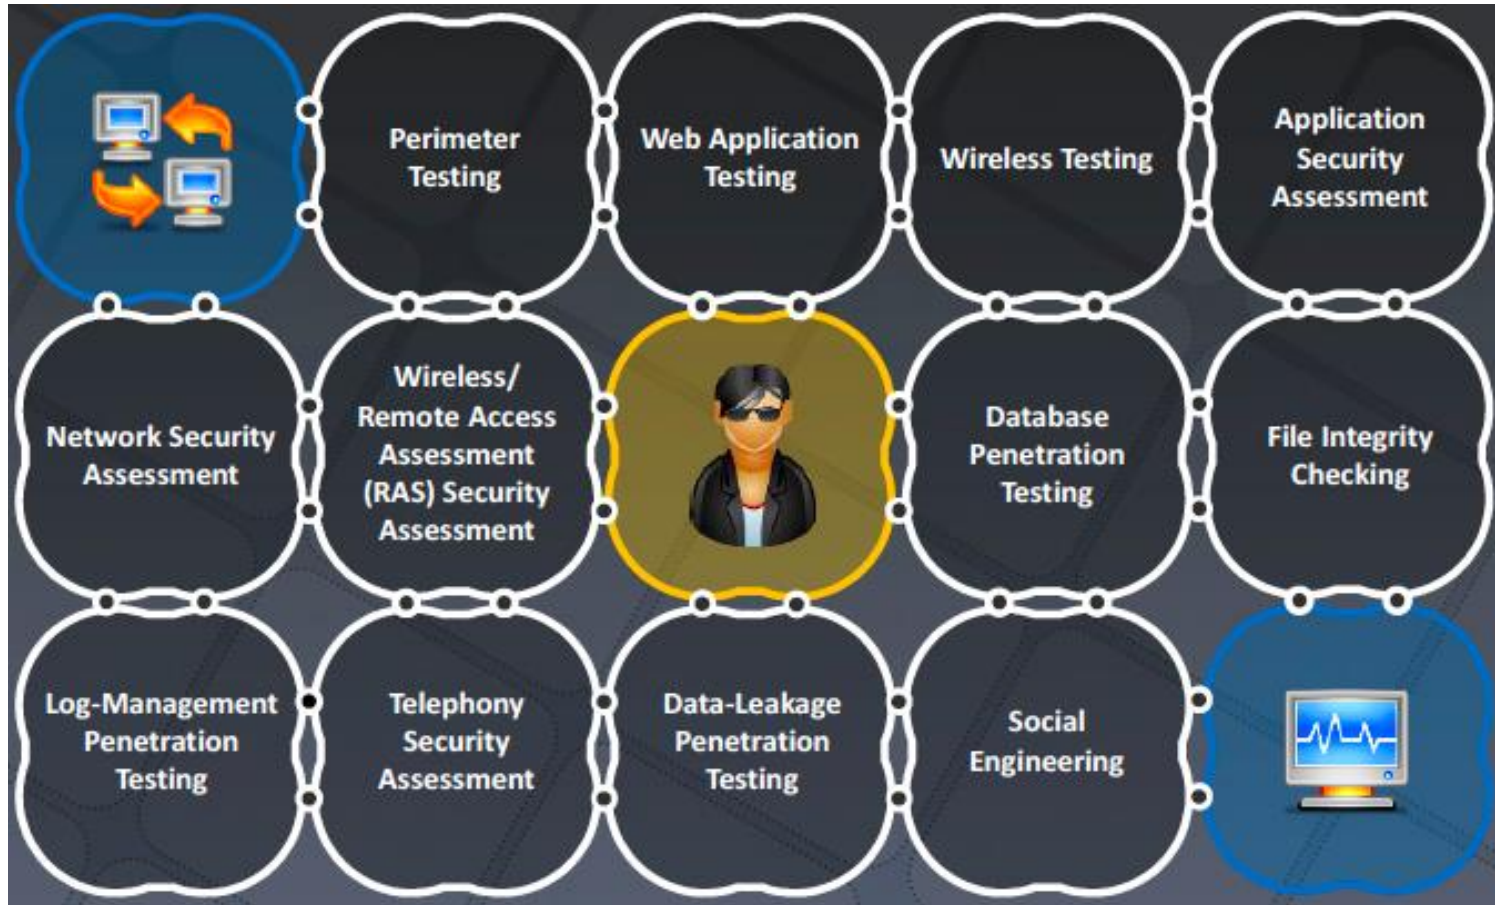 Perimeter
Testing
Web Application
Testing
Wireless Testing
Application
Security
Assessment
Network Security
Assessment
Wireless/
Remote Access
Assessment
(RAS) Security
Assessment
Database
Penetration
Testing
File Integrity
Checking
Log-Management
Penetration
Testing
Telephony
Security
Assessment
Data-Leakage
Penetration
Testing
Social
Engineering